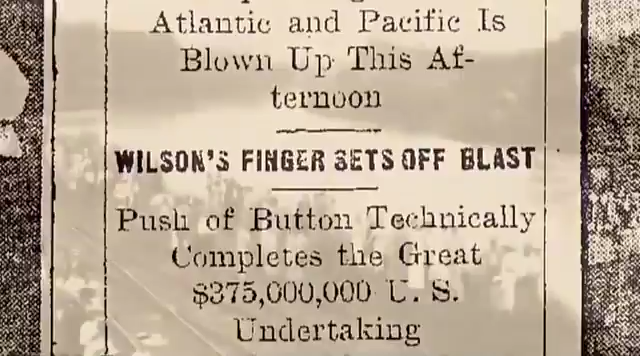 Atlantic and Pacific Is
Blown Up This Af-
ternoon
WILSON'S FINGER SETS OFF BLAST
Push of Button Technically
Completes the Great
$375,000,000 U. S.
Undertaking